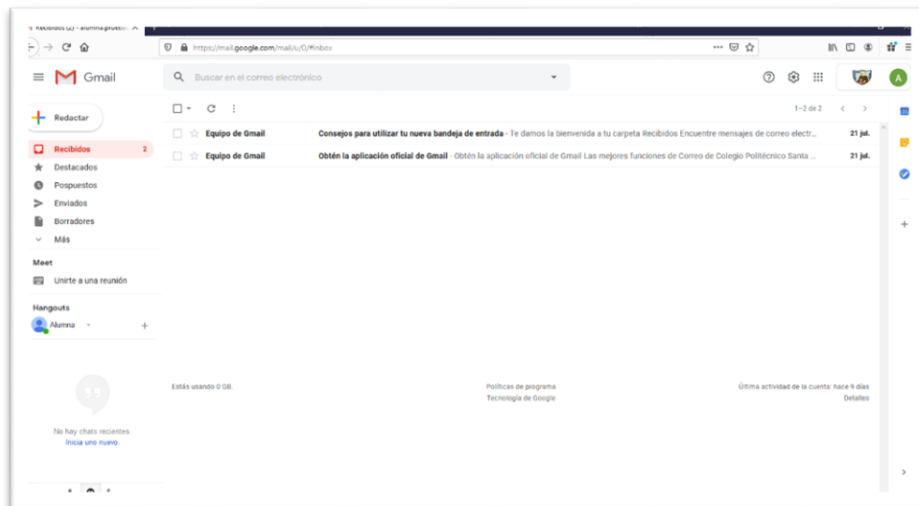 https://mail.google.com/mail/u/0/#inbox
Gmail
Buscar en el correo electrónico
A
Redactar
1–2 de 2
Recibidos 2
Destacados
Pospuestos
Enviados
Borradores
Más
Equipo de Gmail Consejos para utilizar tu nueva bandeja de entrada - Te damos la bienvenida a tu carpeta Recibidos Encuentre mensajes de correo electr... 21 jul.
Equipo de Gmail Obtén la aplicación oficial de Gmail - Obtén la aplicación oficial de Gmail Las mejores funciones de Correo de Colegio Politécnico Santa ... 21 jul.
Meet
Unirte a una reunión
Hangouts
Alumna
No hay chats recientes.
Inicia uno nuevo.
Estás usando 0 GB.
Políticas de programa
Tecnología de Google
Última actividad de la cuenta: hace 9 días
Detalles